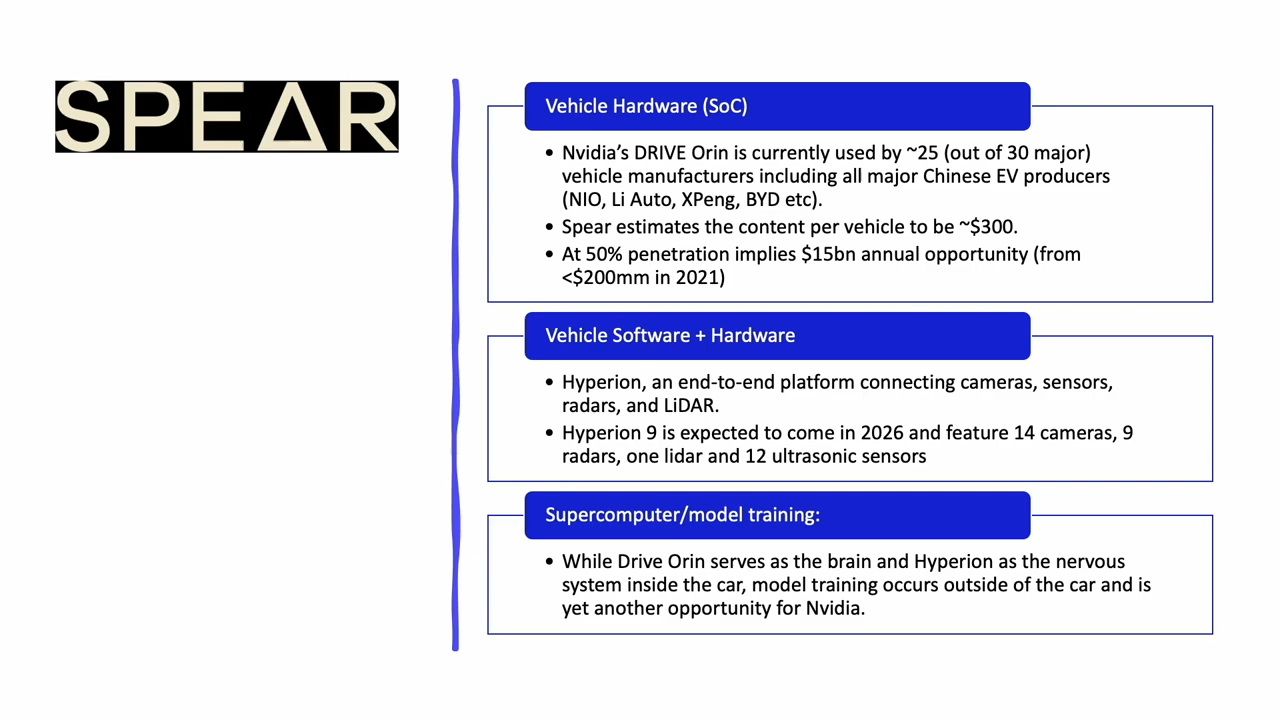 SPEAR
Vehicle Hardware (SoC)
• Nvidia's DRIVE Orin is currently used by ~25 (out of 30 major)
vehicle manufacturers including all major Chinese EV producers
(NIO, Li Auto, XPeng, BYD etc).
• Spear estimates the content per vehicle to be ~$300.
• At 50% penetration implies $15bn annual opportunity (from
<$200mm in 2021)
Vehicle Software + Hardware
• Hyperion, an end-to-end platform connecting cameras, sensors,
radars, and LiDAR.
• Hyperion 9 is expected to come in 2026 and feature 14 cameras, 9
radars, one lidar and 12 ultrasonic sensors
Supercomputer/model training:
• While Drive Orin serves as the brain and Hyperion as the nervous
system inside the car, model training occurs outside of the car and is
yet another opportunity for Nvidia.